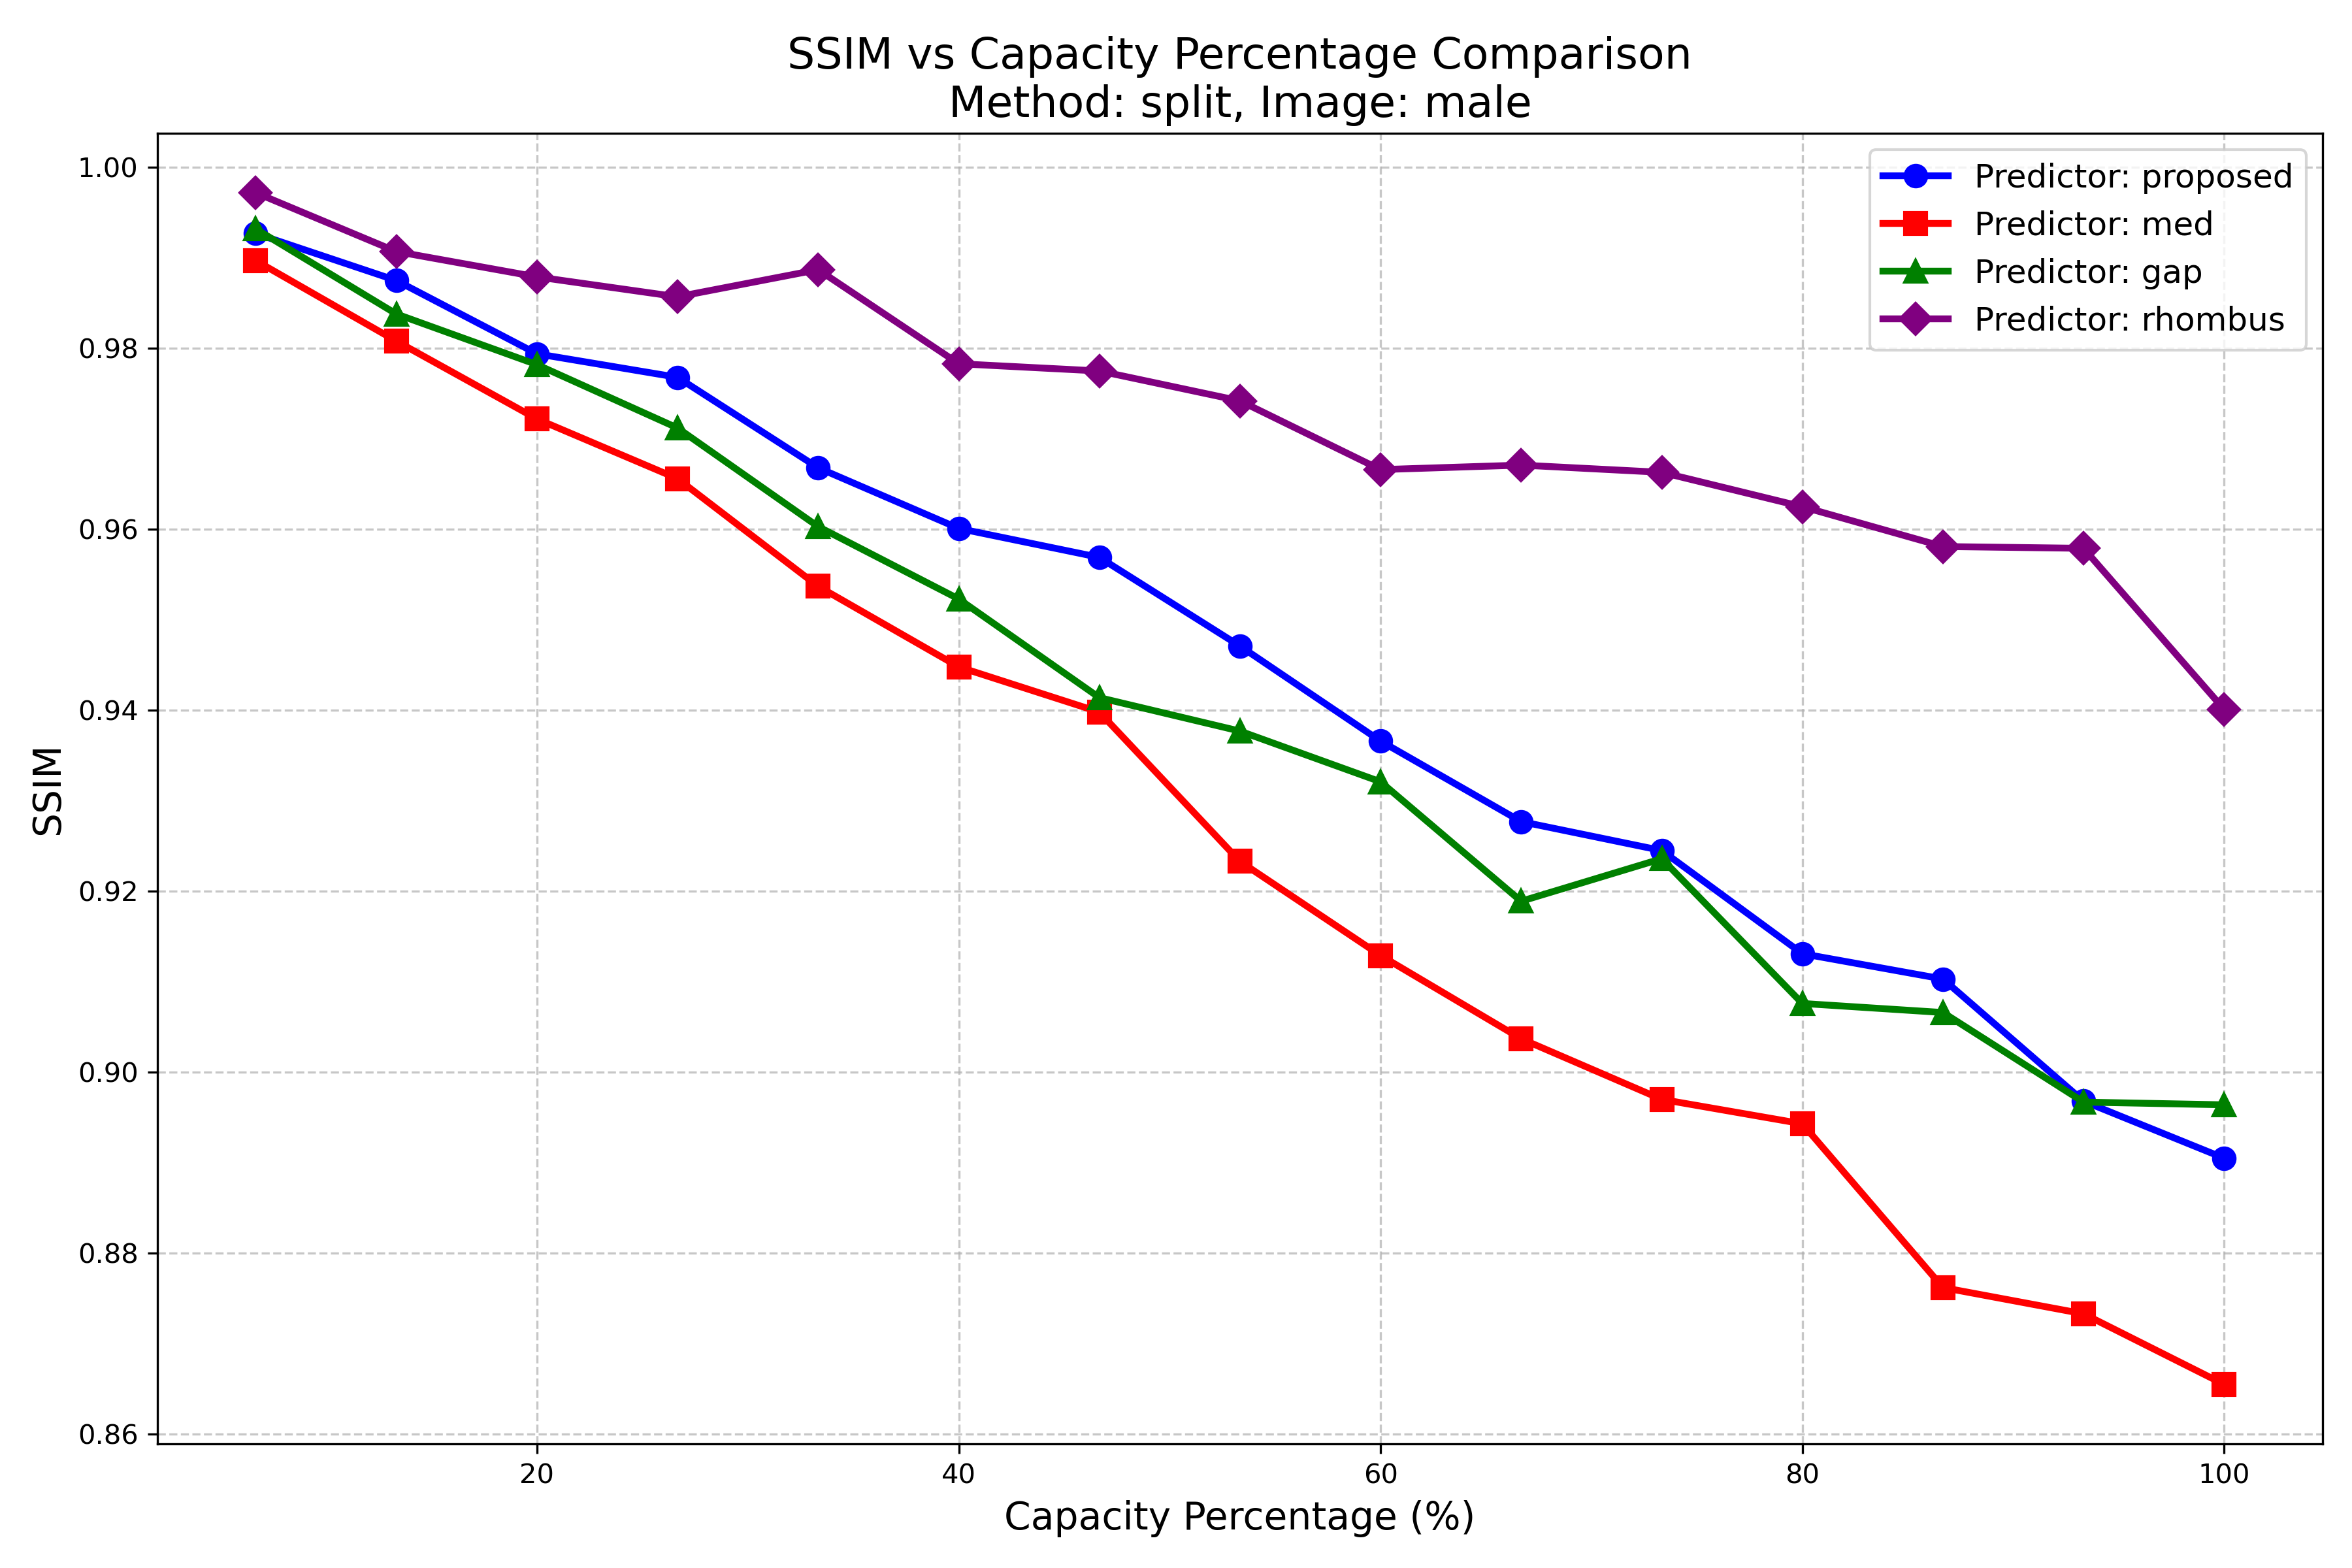 SSIM vs Capacity Percentage Comparison
Method: split, Image: male
Predictor: proposed
Predictor: med
Predictor: gap
Predictor: rhombus
1.00
0.98
0.96
0.94
0.92
0.90
0.88
0.86
SSIM
20 40 60 80 100
Capacity Percentage (%)